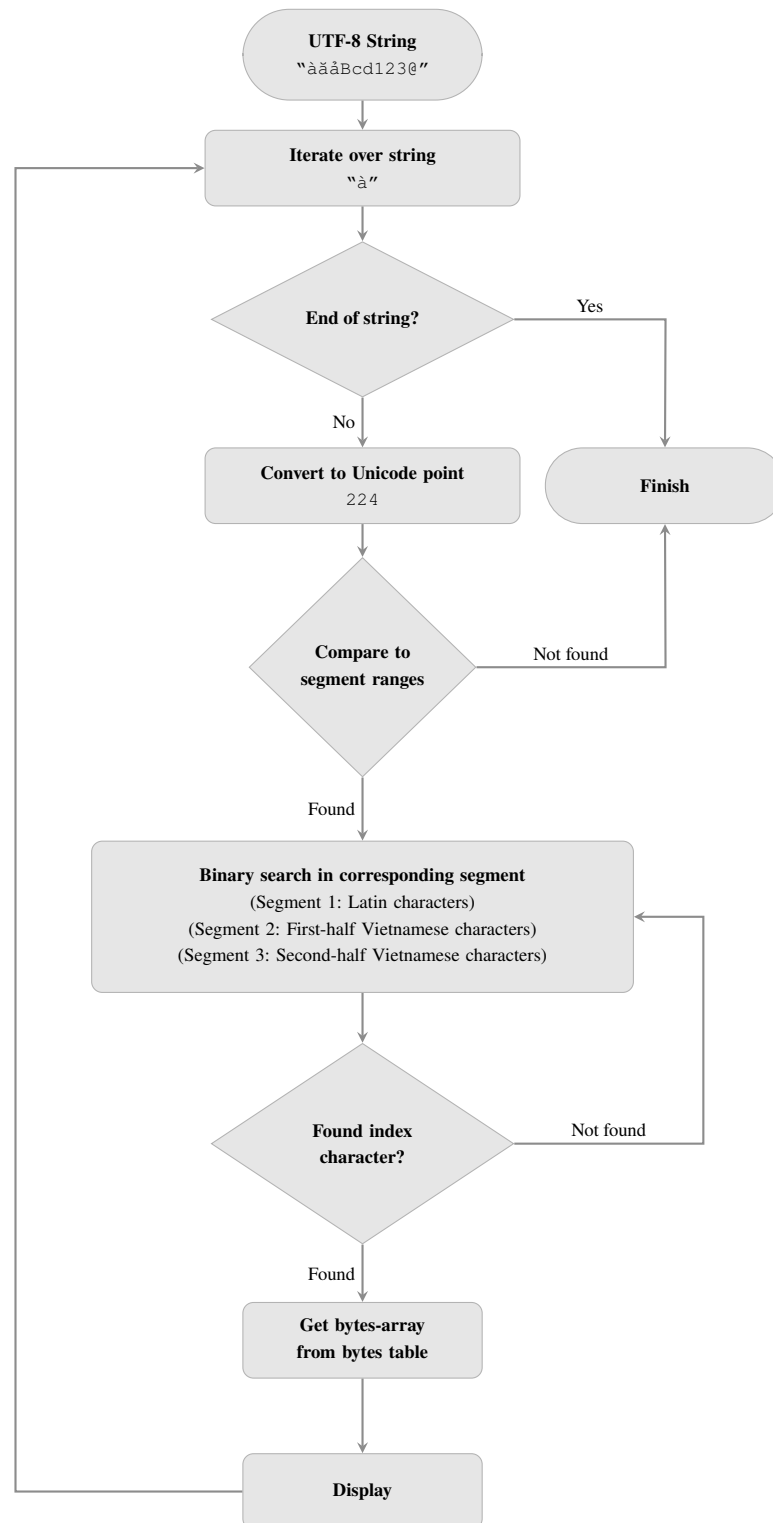 UTF-8 String
“àăåBcd123@”
Iterate over string
“à”
End of string?
Yes
No
Convert to Unicode point
224
Finish
Compare to
segment ranges
Not found
Found
Binary search in corresponding segment
(Segment 1: Latin characters)
(Segment 2: First-half Vietnamese characters)
(Segment 3: Second-half Vietnamese characters)
Found index
character?
Not found
Found
Get bytes-array
from bytes table
Display